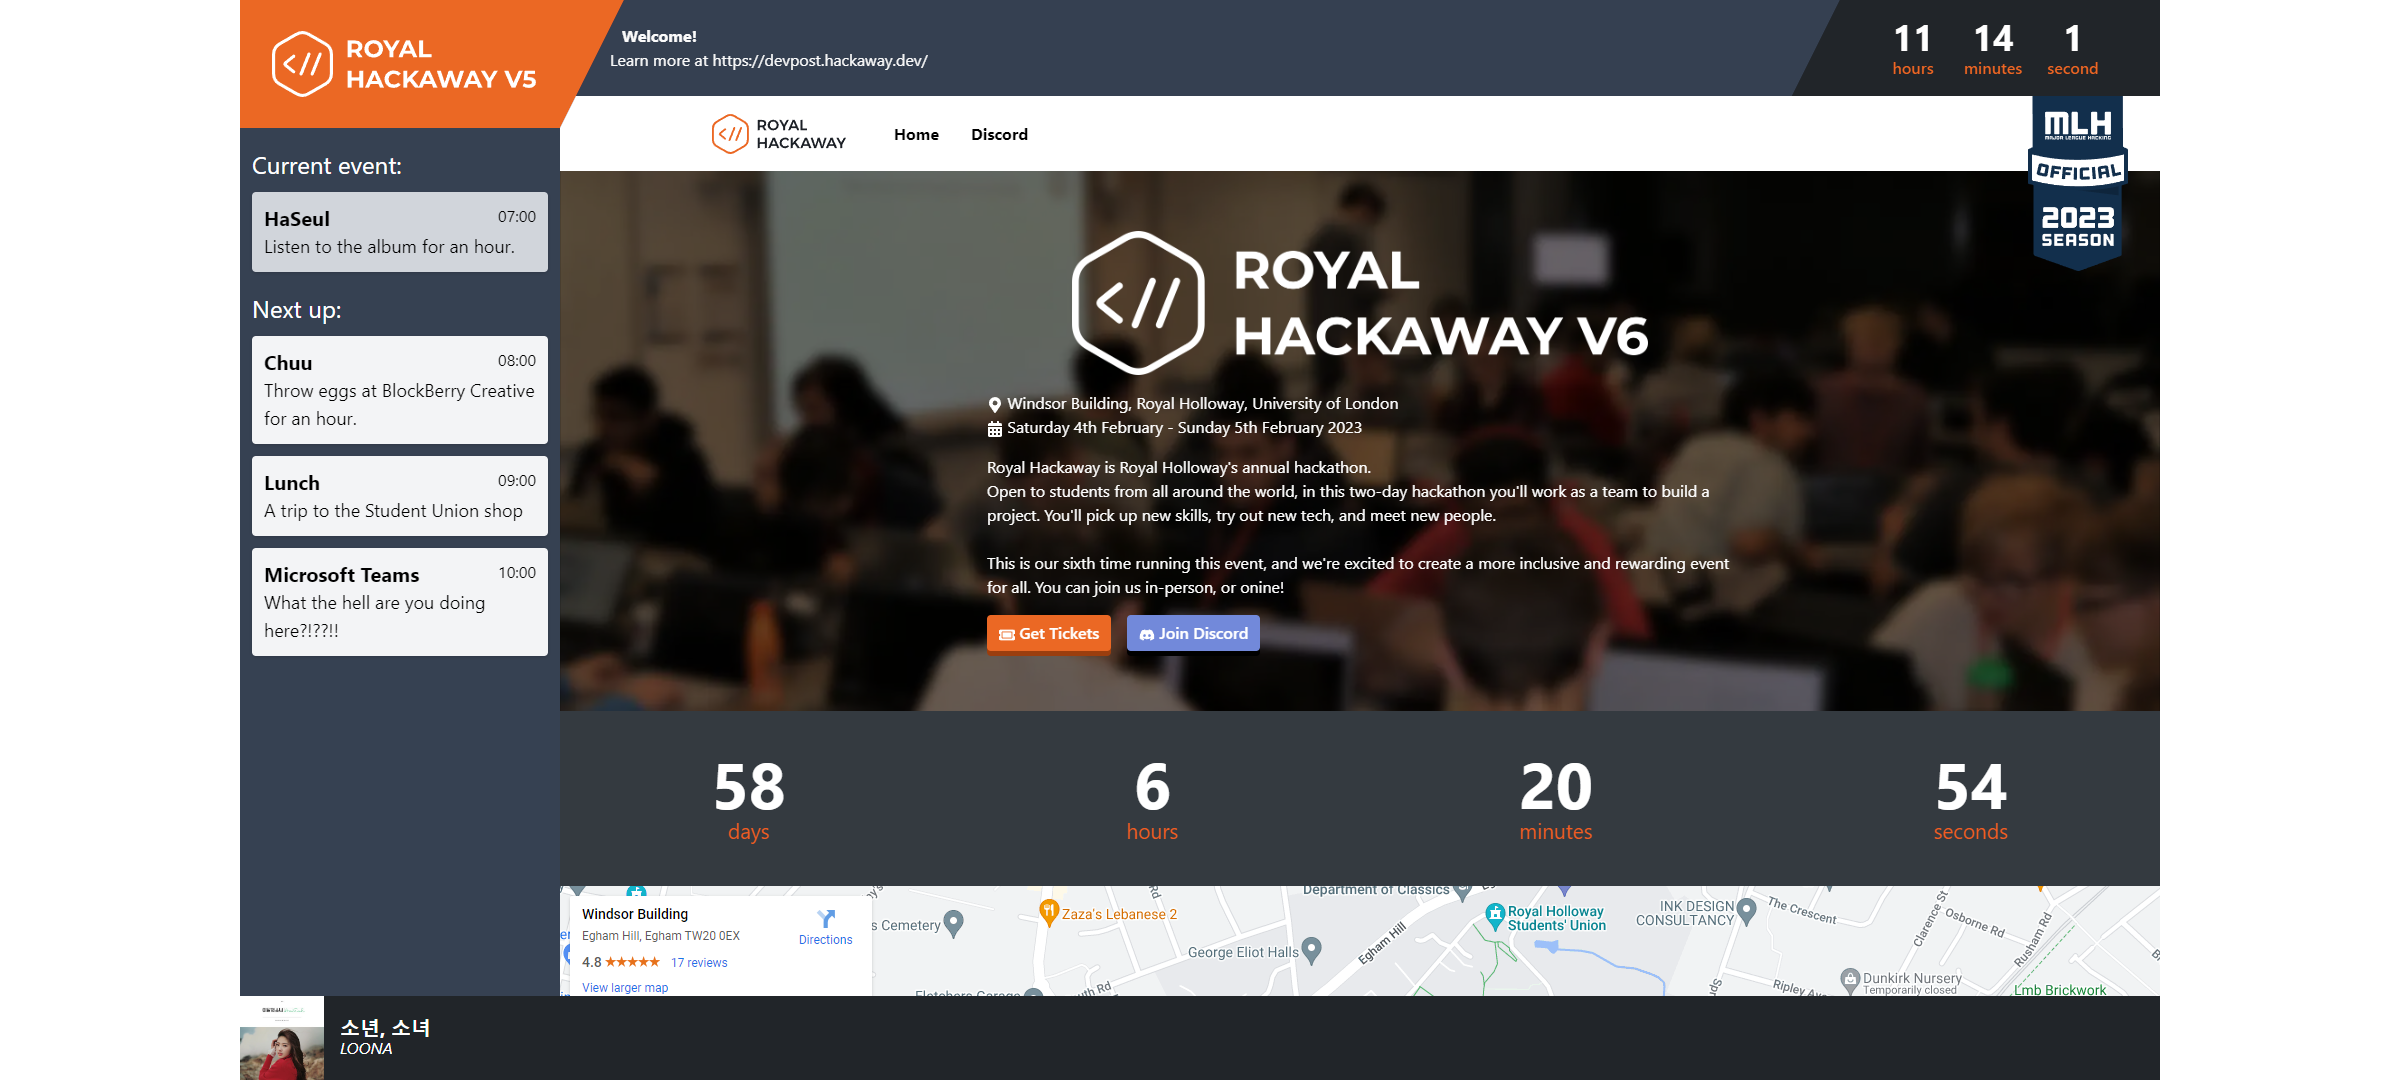 ROYAL
HACKAWAY V5
Welcome!
Learn more at https://devpost.hackaway.dev/
11 14 1
hours minutes second
Current event:
HaSeul 07:00
Listen to the album for an hour.
Next up:
Chuu 08:00
Throw eggs at BlockBerry Creative
for an hour.
Lunch 09:00
A trip to the Student Union shop
Microsoft Teams 10:00
What the hell are you doing
here?!??!!
ROYAL
HACKAWAY
Home Discord
MLH
MAJOR LEAGUE HACKING
OFFICIAL
2023
SEASON
ROYAL
HACKAWAY V6
Windsor Building, Royal Holloway, University of London
Saturday 4th February - Sunday 5th February 2023
Royal Hackaway is Royal Holloway's annual hackathon.
Open to students from all around the world, in this two-day hackathon you'll work as a team to build a
project. You'll pick up new skills, try out new tech, and meet new people.
This is our sixth time running this event, and we're excited to create a more inclusive and rewarding event
for all. You can join us in-person, or onine!
Get Tickets Join Discord
58 6 20 54
days hours minutes seconds
Windsor Building
Egham Hill, Egham TW20 0EX
Directions
4.8 17 reviews
View larger map
s Cemetery
Zaza's Lebanese 2
Department of Classics
George Eliot Halls
Egham Hill
Royal Holloway
Students' Union
INK DESIGN
CONSULTANCY
The Crescent
Clarence St
Osborne Rd
Rusham Rd
Dunkirk Nursery
Temporarily closed
Lmb Brickwork
소년, 소녀
LOONA